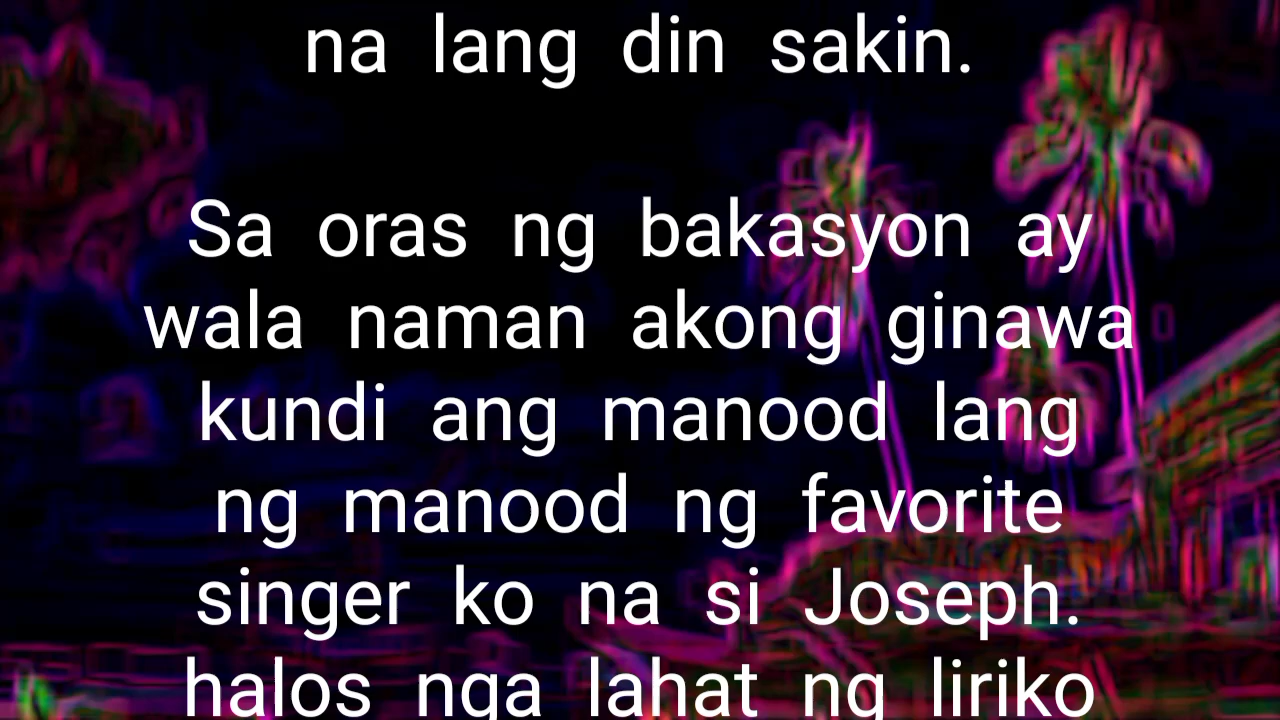 na lang din sakin.
Sa oras ng bakasyon ay
wala naman akong ginawa
kundi ang manood lang
ng manood ng favorite
singer ko na si Joseph.
halos nga lahat ng liriko